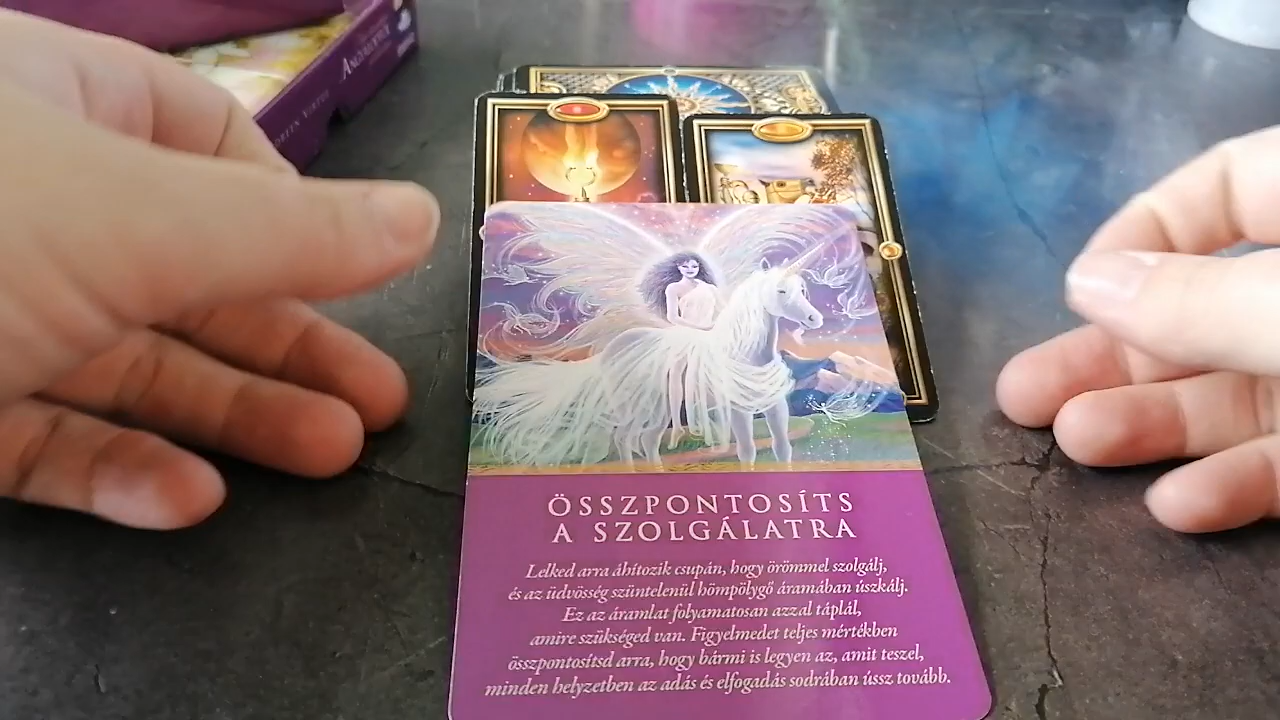 ÖSSZPONTOSÍTS
A SZOLGÁLATRA
Lelked arra áhítozik csupán, hogy örömmel szolgálj,
és az üdvösség szüntelenül hömpölygő áramában úszkálj.
Ez az áramlat folyamatosan azzal táplál,
amire szükséged van. Figyelmedet teljes mértékben
összpontosítsd arra, hogy bármi is legyen az, amit teszel,
minden helyzetben az adás és elfogadás sodrában ússz tovább.